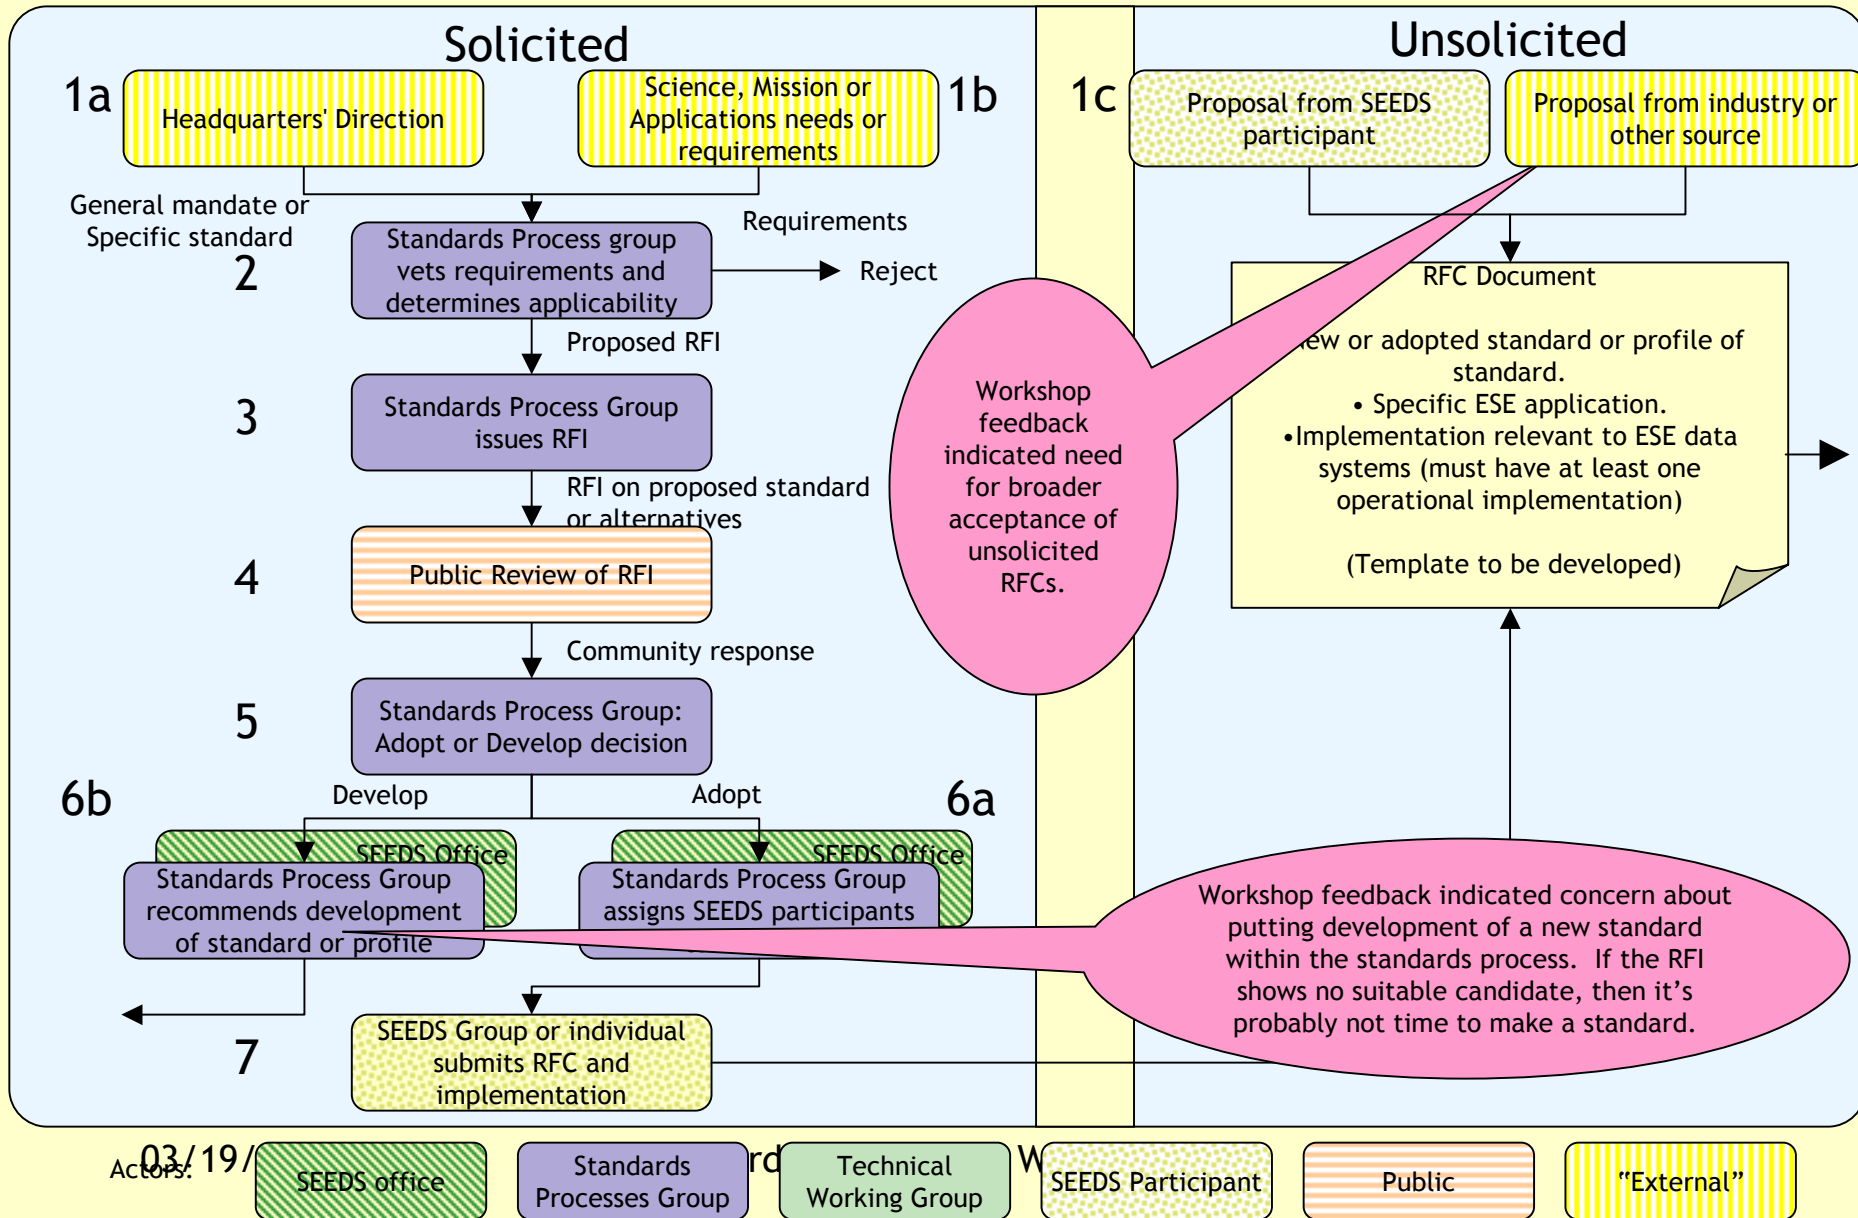 Solicited
Unsolicited
1a
Headquarters' Direction
Science, Mission or
Applications needs or
requirements
1b
1c
Proposal from SEEDS
participant
Proposal from industry or
other source
General mandate or
Specific standard
Requirements
2
Standards Process group
vets requirements and
determines applicability
Reject
Proposed RFI
3
Standards Process Group
issues RFI
RFI on proposed standard
or alternatives
4
Public Review of RFI
Community response
5
Standards Process Group:
Adopt or Develop decision
6b
Develop
Adopt
6a
SEEDS Office
Standards Process Group
recommends development
of standard or profile
SEEDS Office
Standards Process Group
assigns SEEDS participants
7
SEEDS Group or individual
submits RFC and
implementation
Workshop
feedback
indicated need
for broader
acceptance of
unsolicited
RFCs.
RFC Document
or adopted standard or profile of
standard.
• Specific ESE application.
•Implementation relevant to ESE data
systems (must have at least one
operational implementation)
(Template to be developed)
Workshop feedback indicated concern about
putting development of a new standard
within the standards process. If the RFI
shows no suitable candidate, then it’s
probably not time to make a standard.
03/19/
Actors:
SEEDS office
Standards
Processes Group
Technical
Working Group
SEEDS Participant
Public
“External”